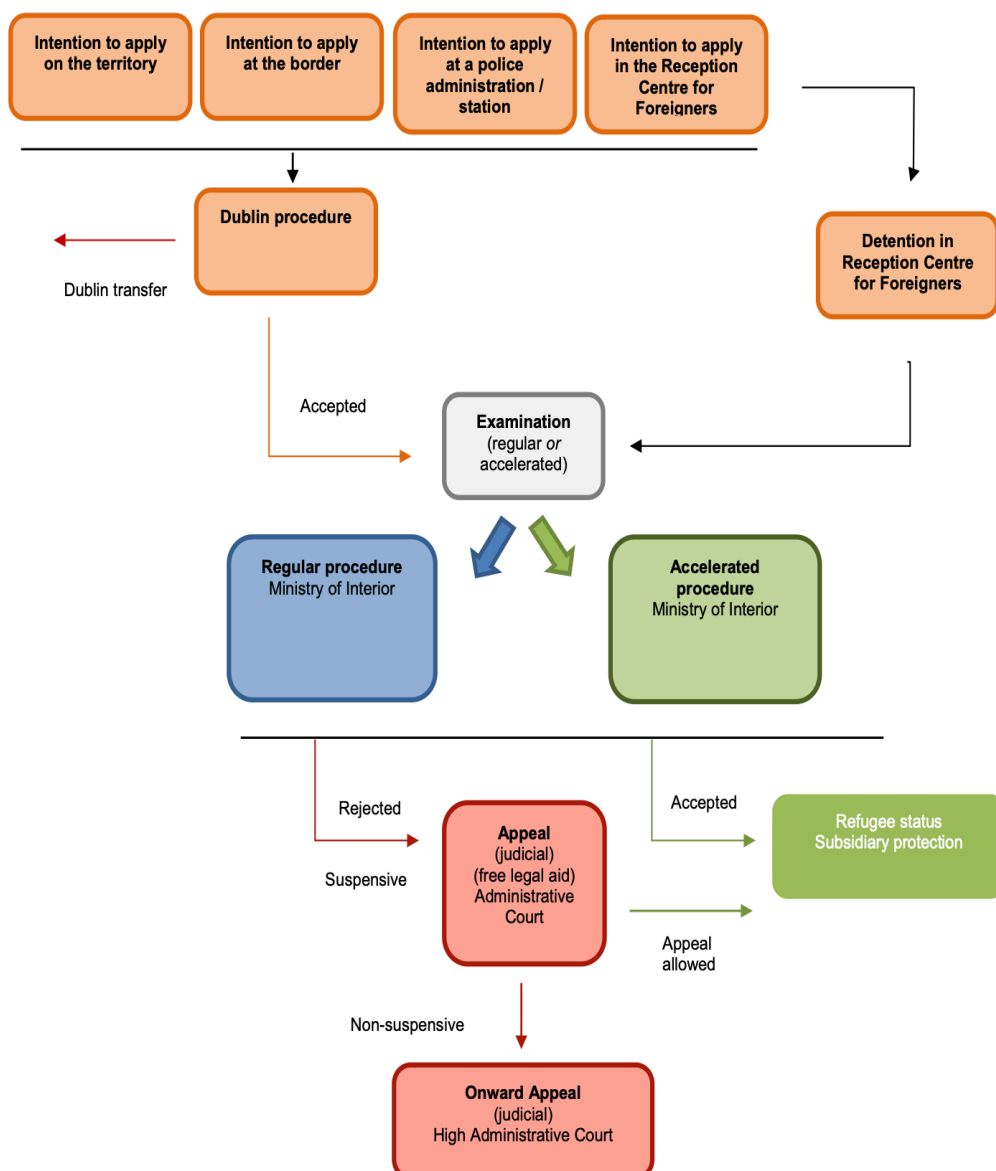 Intention to apply
on the territory
Intention to apply
at the border
Intention to apply
at a police
administration /
station
Intention to apply
in the Reception
Centre for
Foreigners
Dublin procedure
Dublin transfer
Detention in
Reception Centre
for Foreigners
Accepted
Examination
(regular or
accelerated)
Regular procedure
Ministry of Interior
Accelerated
procedure
Ministry of Interior
Rejected
Suspensive
Appeal
(judicial)
(free legal aid)
Administrative
Court
Accepted
Refugee status
Subsidiary protection
Appeal
allowed
Non-suspensive
Onward Appeal
(judicial)
High Administrative Court